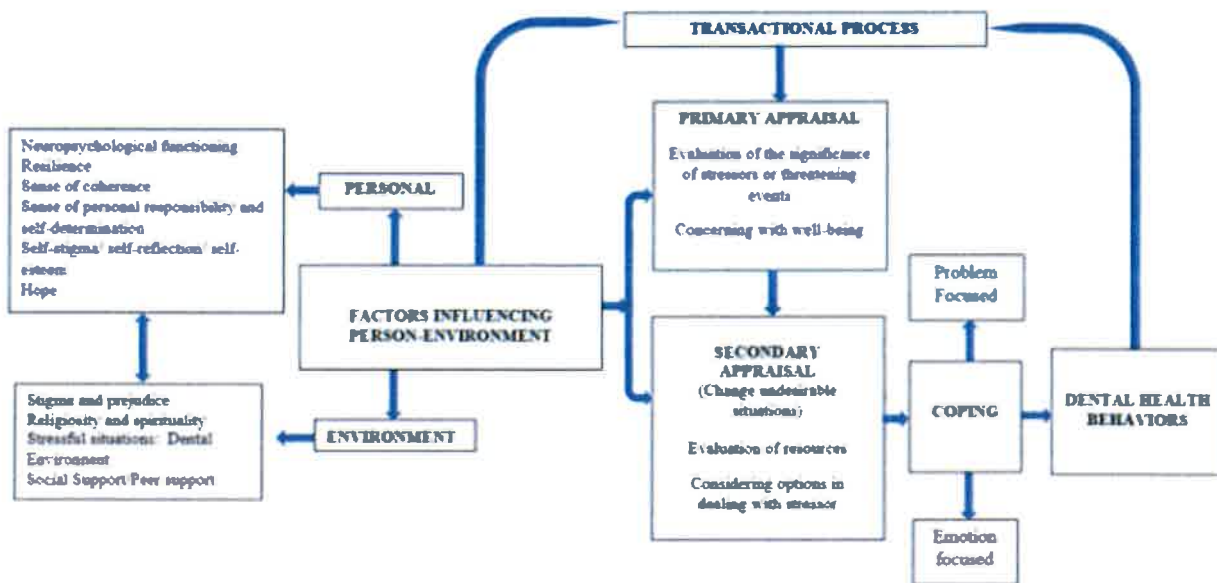 TRANSACTIONAL PROCESS
PRIMARY APPRAISAL
Evaluation of the significance
of stressors or threatening
events
Concerning with well-being
Neuropsychological functioning
Resilience
Sense of coherence
Sense of personal responsibility and
self-determination
Self-stigma/ self-reflection/ self-
esteem
Hope
PERSONAL
FACTORS INFLUENCING
PERSON-ENVIRONMENT
Stigma and prejudice
Religiosity and spirituality
Stressful situations: Dental
Environment
Social Support/Peer support
ENVIRONMENT
SECONDARY
APPRAISAL
(Change undesirable
situations)
Evaluation of resources
Considering options in
dealing with stressor
Problem
Focused
COPING
Emotion
focused
DENTAL HEALTH
BEHAVIORS